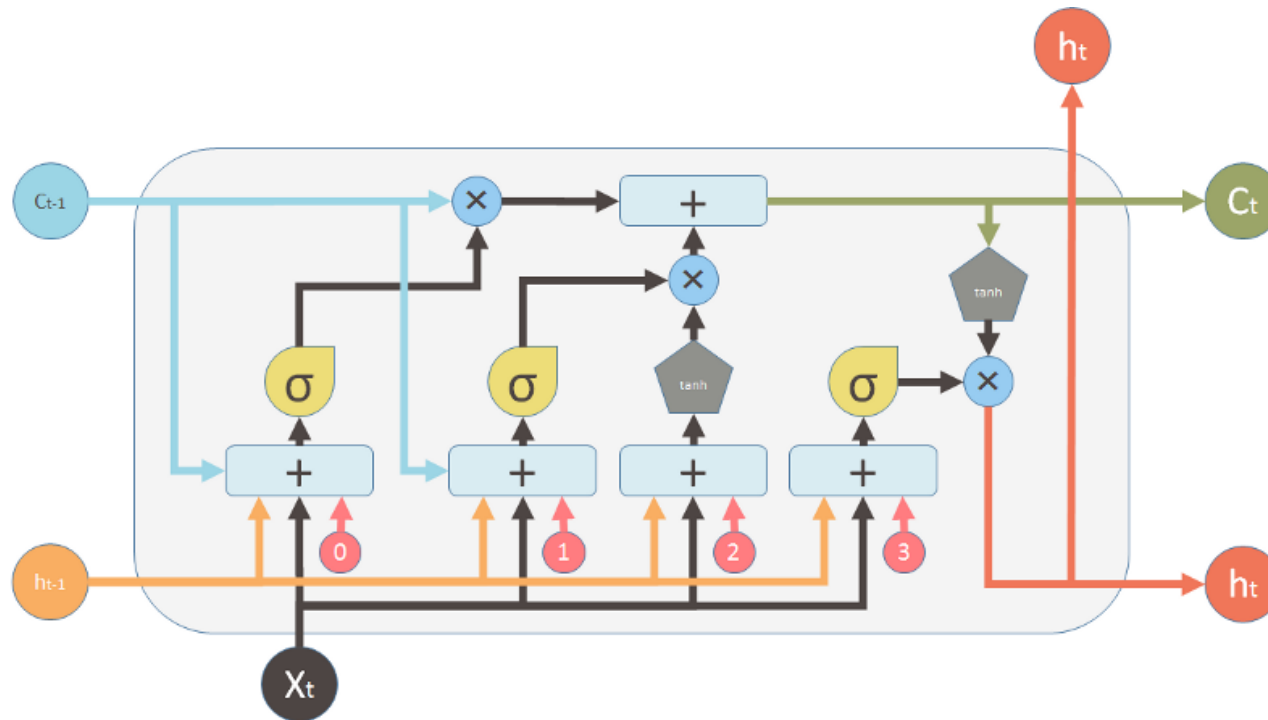 ht
Ct-1
×
+
Ct
×
tanh
σ
σ
tanh
σ
×
+
+
+
+
0
1
2
3
ht-1
ht
Xt